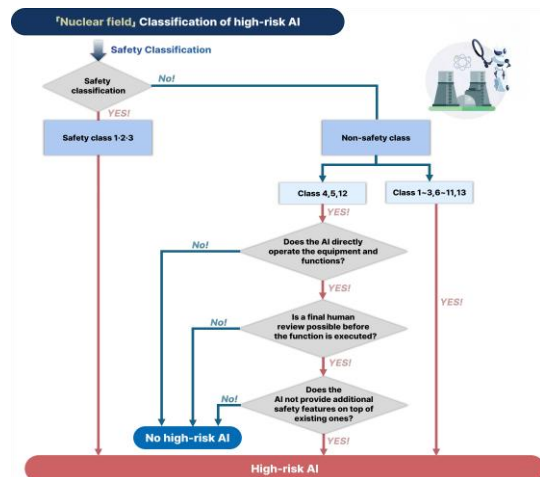 「Nuclear field」 Classification of high-risk AI
Safety Classification
Safety
classification
No!
YES!
Safety class 1·2·3
Non-safety class
Class 4,5,12
Class 1~3,6~11,13
YES!
Does the AI directly
operate the equipment and
functions?
No!
YES!
YES!
Is a final human
review possible before
the function is executed?
No!
YES!
Does the
AI not provide additional
safety features on top of
existing ones?
No!
YES!
No high-risk AI
High-risk AI